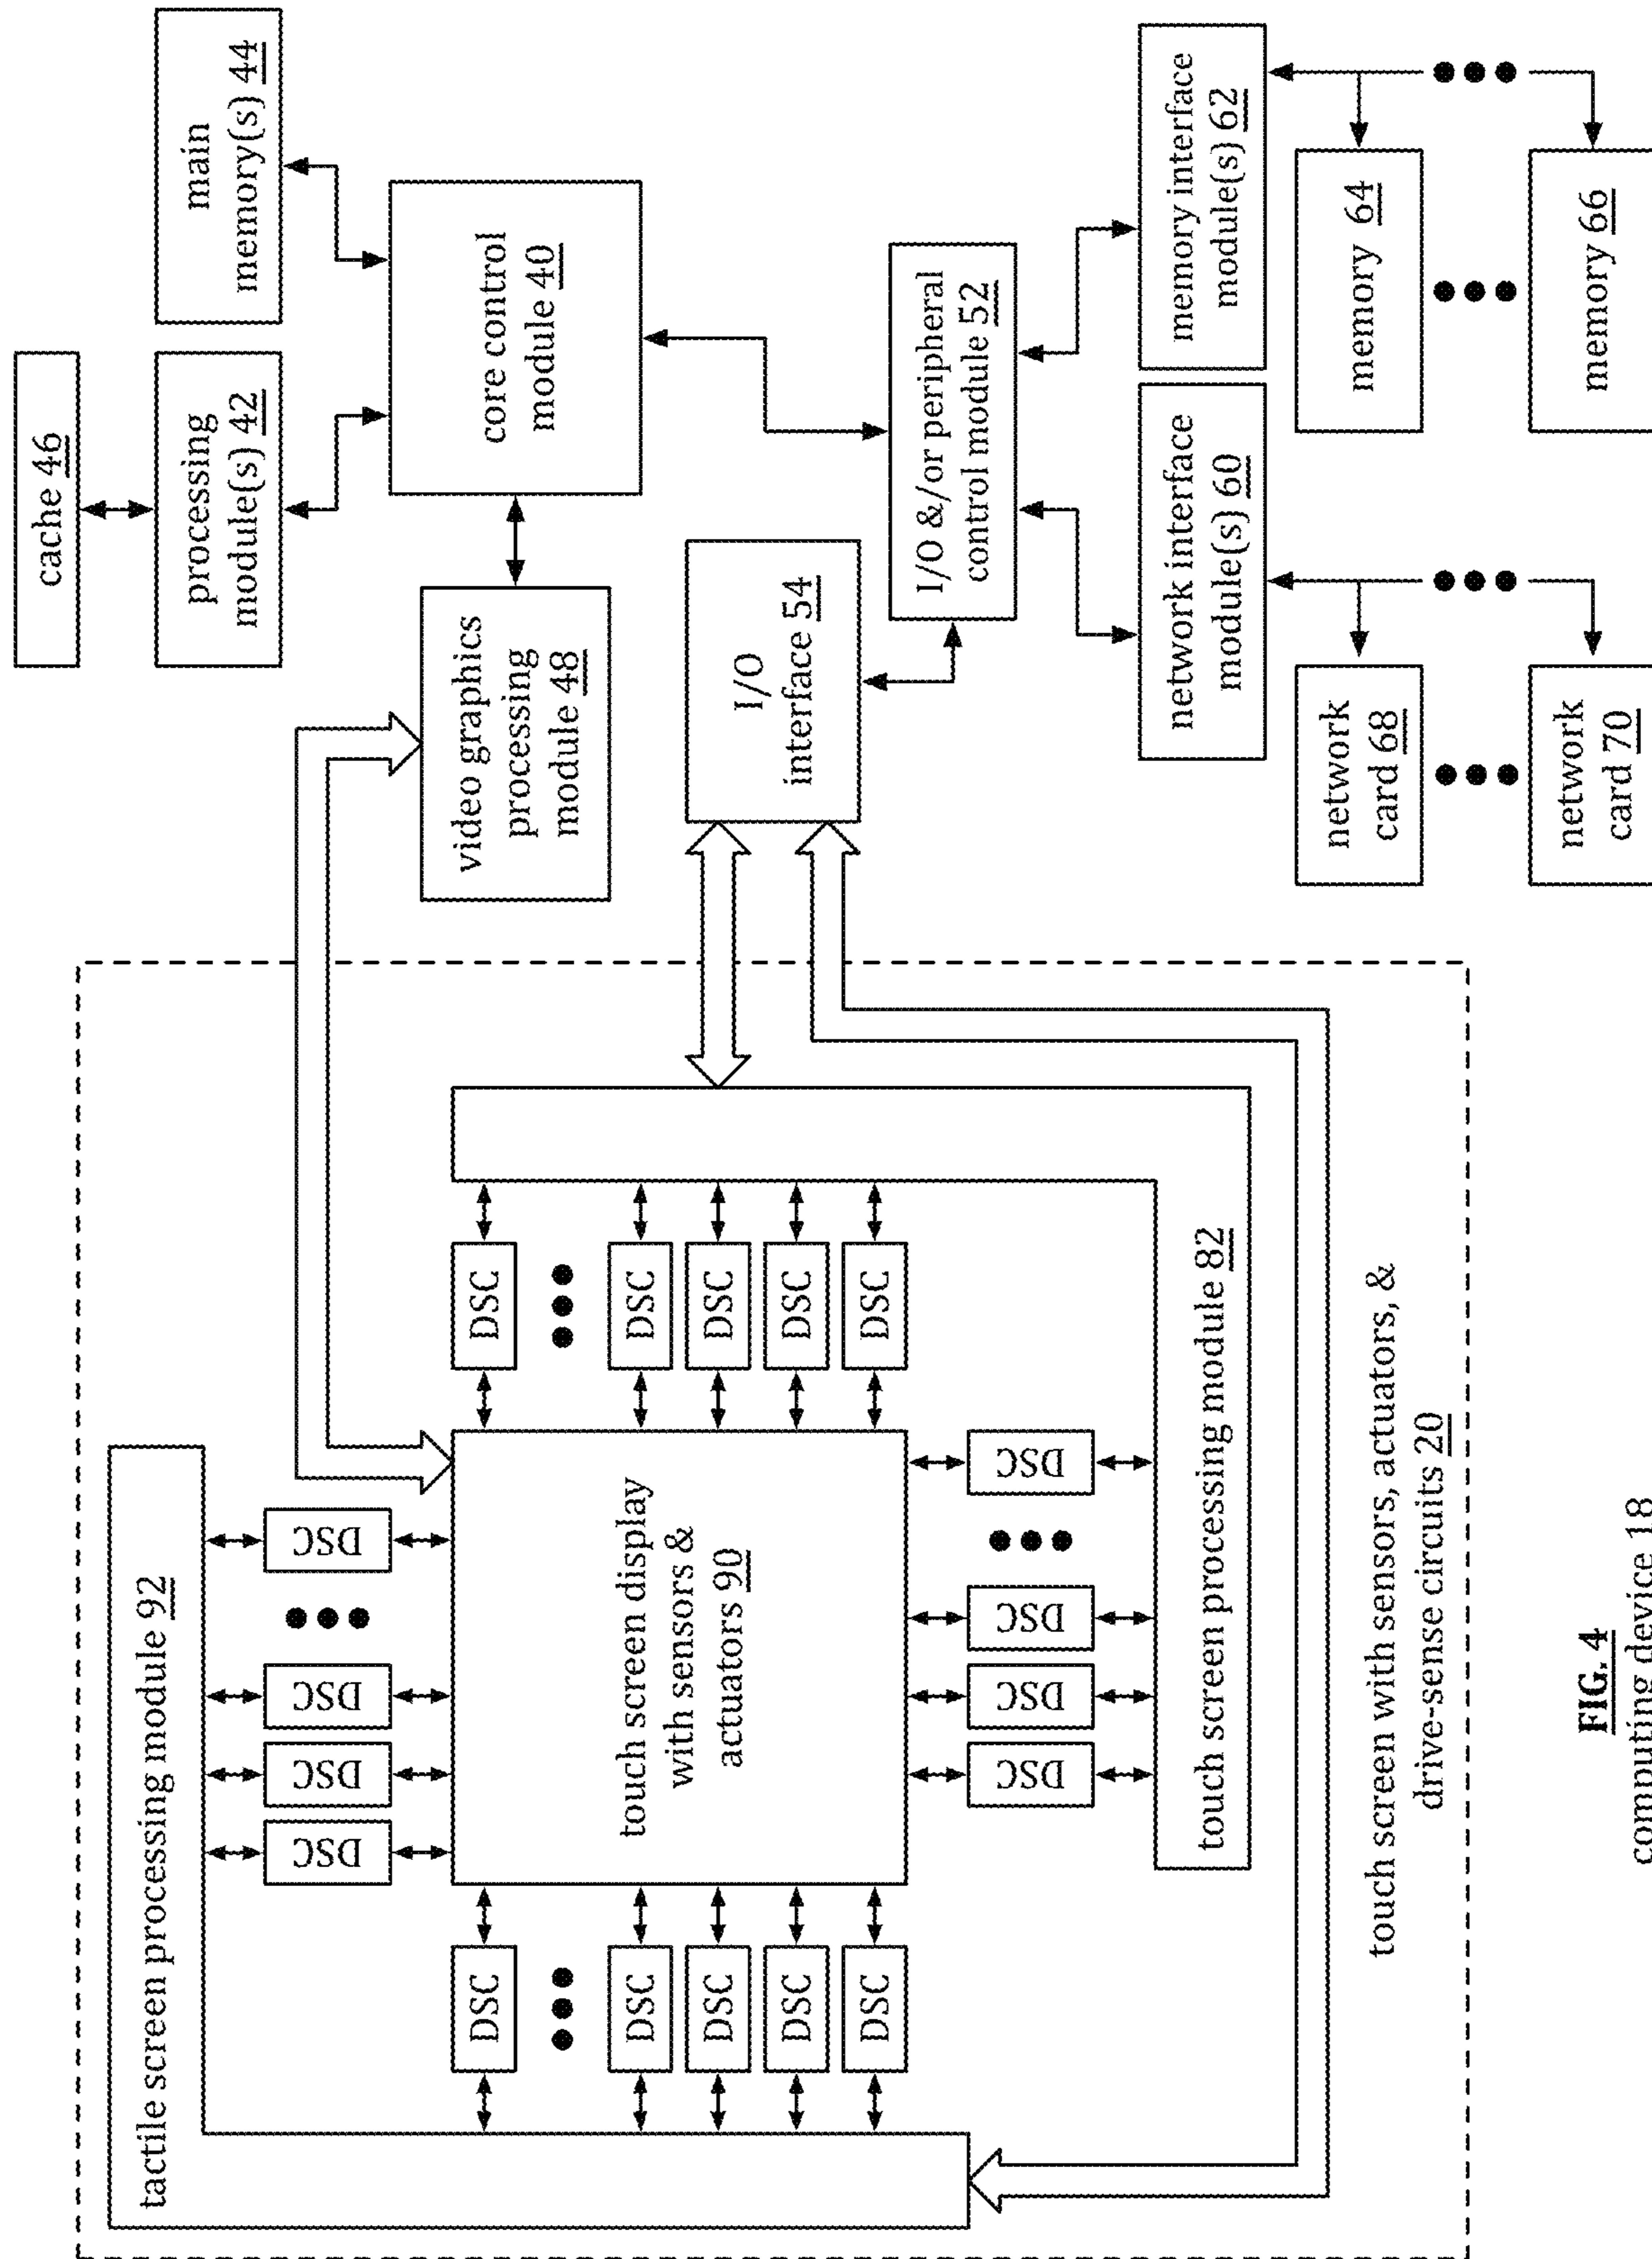 cache 46
processing
module(s) 42
main
memory(s) 44
core control
module 40
video graphics
processing
module 48
I/O
interface 54
I/O &/or peripheral
control module 52
network interface
module(s) 60
memory interface
module(s) 62
network
card 68
memory 64
network
card 70
memory 66
tactile screen processing module 92
DSC
DSC
DSC
DSC
DSC
DSC
DSC
DSC
DSC
touch screen display
with sensors &
actuators 90
DSC
DSC
DSC
DSC
DSC
DSC
DSC
DSC
DSC
touch screen processing module 82
touch screen with sensors, actuators, &
drive-sense circuits 20
FIG. 4
computing device 18